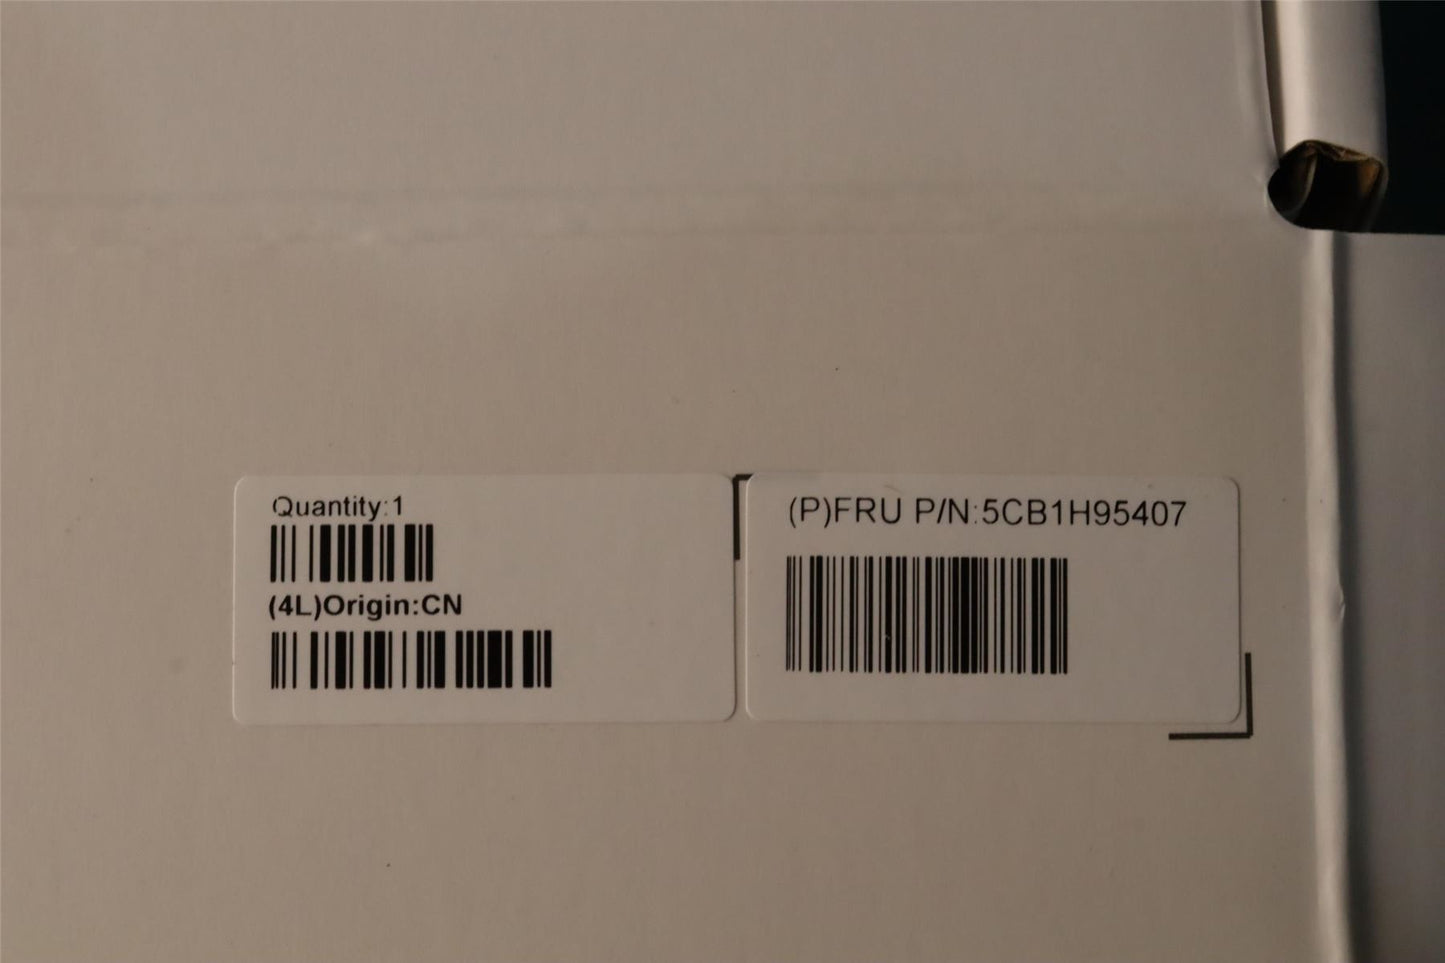 Quantity:1
(4L)Origin:CN
(P)FRU P/N:5CB1H95407